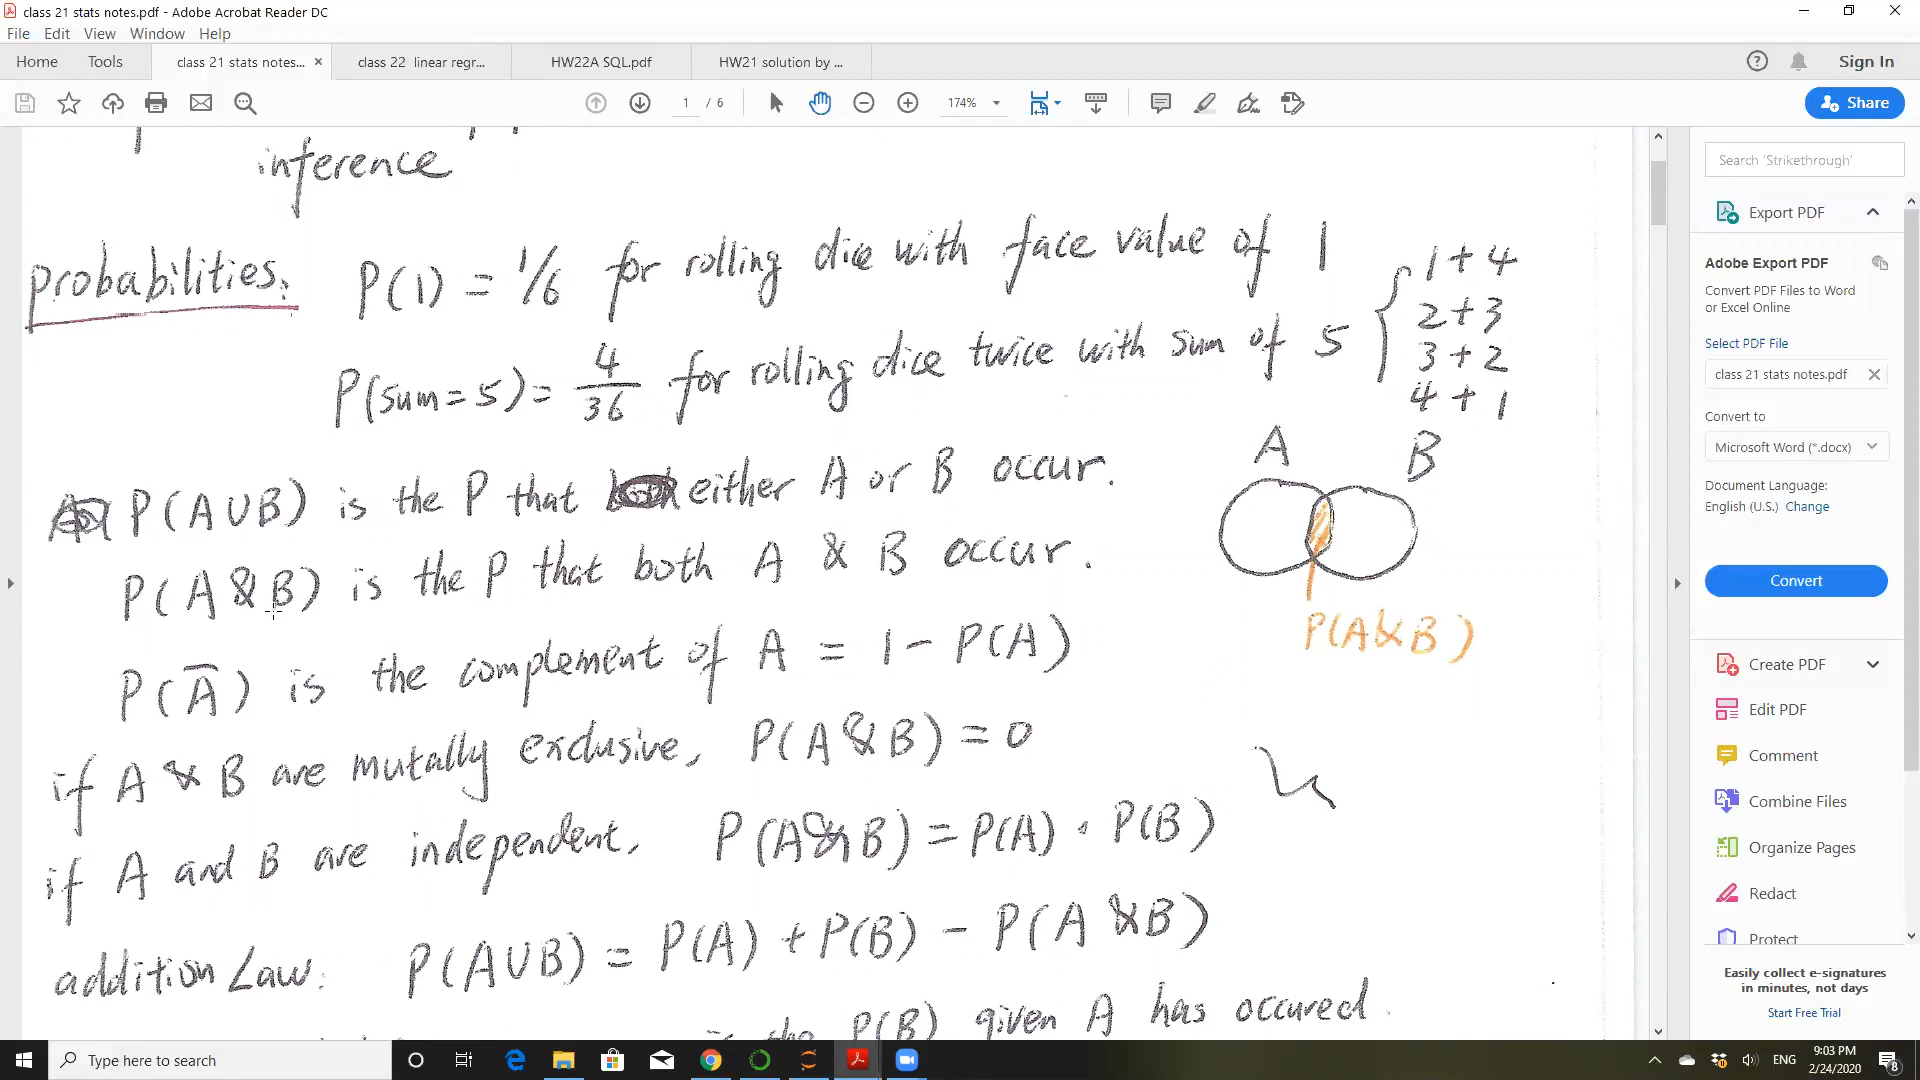 class 21 stats notes.pdf - Adobe Acrobat Reader DC
File Edit View Window Help
Home Tools class 21 stats notes... × class 22 linear regr... HW22A SQL.pdf HW21 solution by ... Sign In
1 / 6 174% Share
inference
probabilities: P(1) = 1/6 for rolling dice with face value of 1
1 + 4
2 + 3
3 + 2
4 + 1
P(sum = 5) = 4/36 for rolling dice twice with sum of 5
A B
P(A∪B) is the P that either A or B occur.
P(A & B) is the P that both A & B occur.
P(A&B)
P(Ā) is the complement of A = 1 - P(A)
if A & B are mutally exclusive, P(A & B) = 0
if A and B are independent, P(A & B) = P(A) · P(B)
addition Law: P(A∪B) = P(A) + P(B) - P(A & B)
P(B) given A has occured.
Search 'Strikethrough'
Export PDF
Adobe Export PDF
Convert PDF Files to Word
or Excel Online
Select PDF File
class 21 stats notes.pdf
Convert to
Microsoft Word (*.docx)
Document Language:
English (U.S.) Change
Convert
Create PDF
Edit PDF
Comment
Combine Files
Organize Pages
Redact
Protect
Easily collect e-signatures
in minutes, not days
Start Free Trial
Type here to search
ENG
9:03 PM
2/24/2020
8